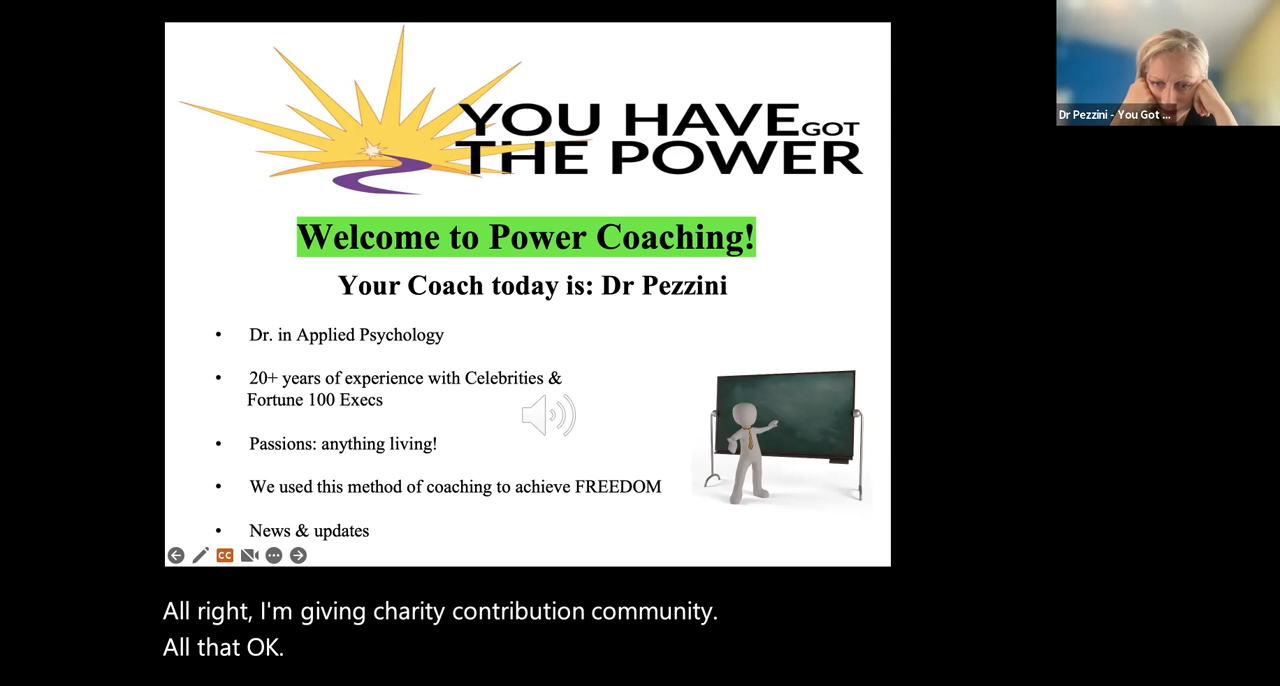 YOU HAVE GOT
THE POWER
Dr Pezzini - You Got ...
Welcome to Power Coaching!
Your Coach today is: Dr Pezzini
• Dr. in Applied Psychology
• 20+ years of experience with Celebrities &
Fortune 100 Execs
• Passions: anything living!
• We used this method of coaching to achieve FREEDOM
• News & updates
CC
All right, I'm giving charity contribution community.
All that OK.